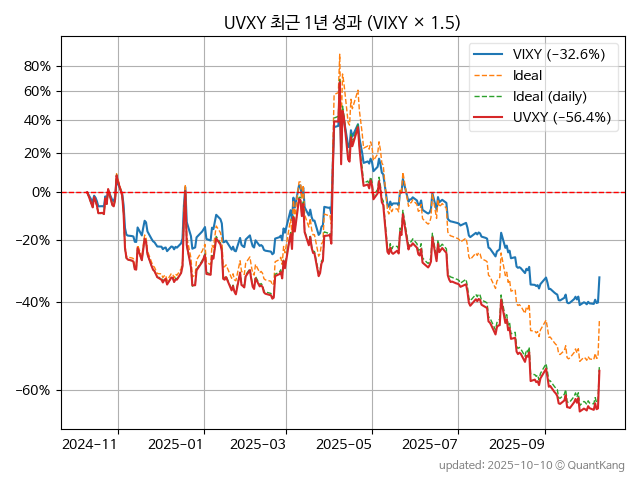 UVXY 최근 1년 성과 (VIXY × 1.5)
VIXY (−32.6%)
Ideal
Ideal (daily)
UVXY (−56.4%)
80%
60%
40%
20%
0%
−20%
−40%
−60%
2024−11
2025−01
2025−03
2025−05
2025−07
2025−09
updated: 2025−10−10 © QuantKang